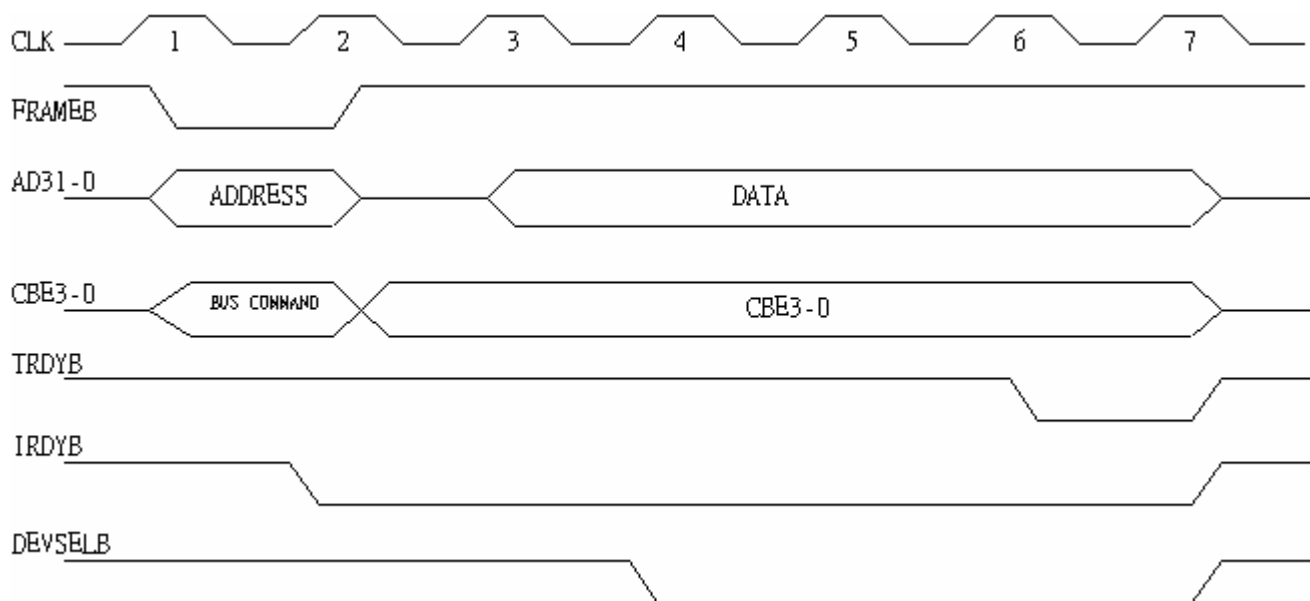 CLK 1 2 3 4 5 6 7
FRAMEB
AD31-0 ADDRESS DATA
CBE3-0 BUS COMMAND CBE3-0
TRDYB
IRDYB
DEVSELB